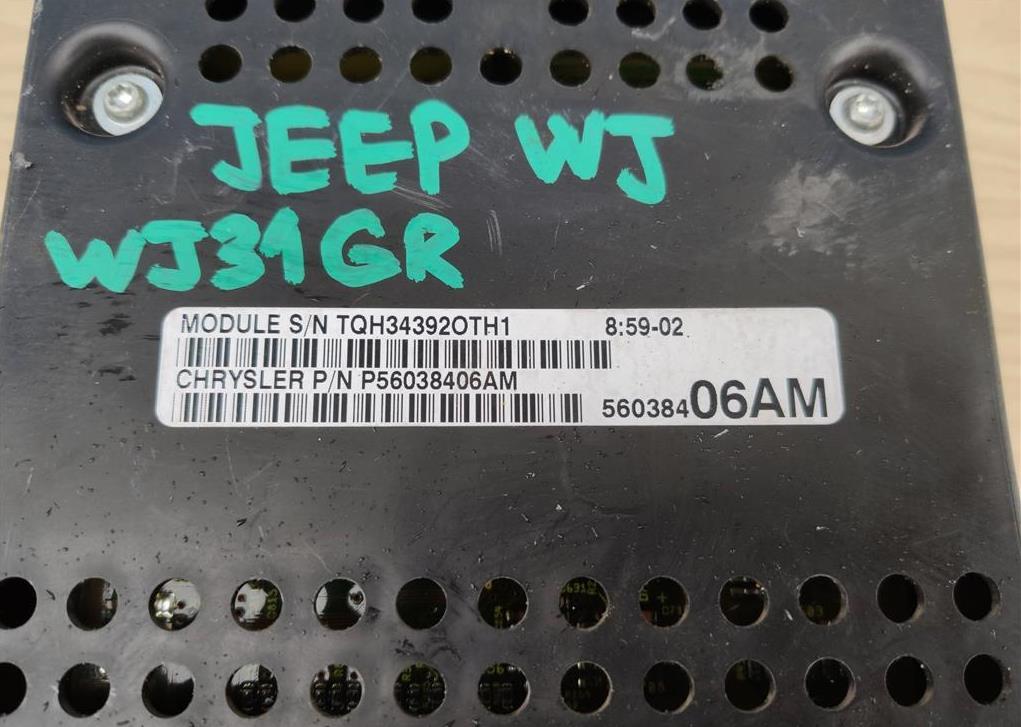 JEEP WJ
WJ31GR
MODULE S/N TQH34392OTH1 8:59-02
CHRYSLER P/N P56038406AM
56038406AM